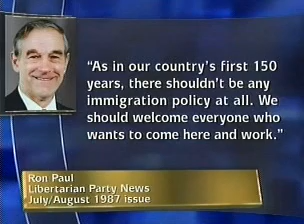 "As in our country's first 150
years, there shouldn't be any
immigration policy at all. We
should welcome everyone who
wants to come here and work."
Ron Paul
Libertarian Party News
July/August 1987 issue